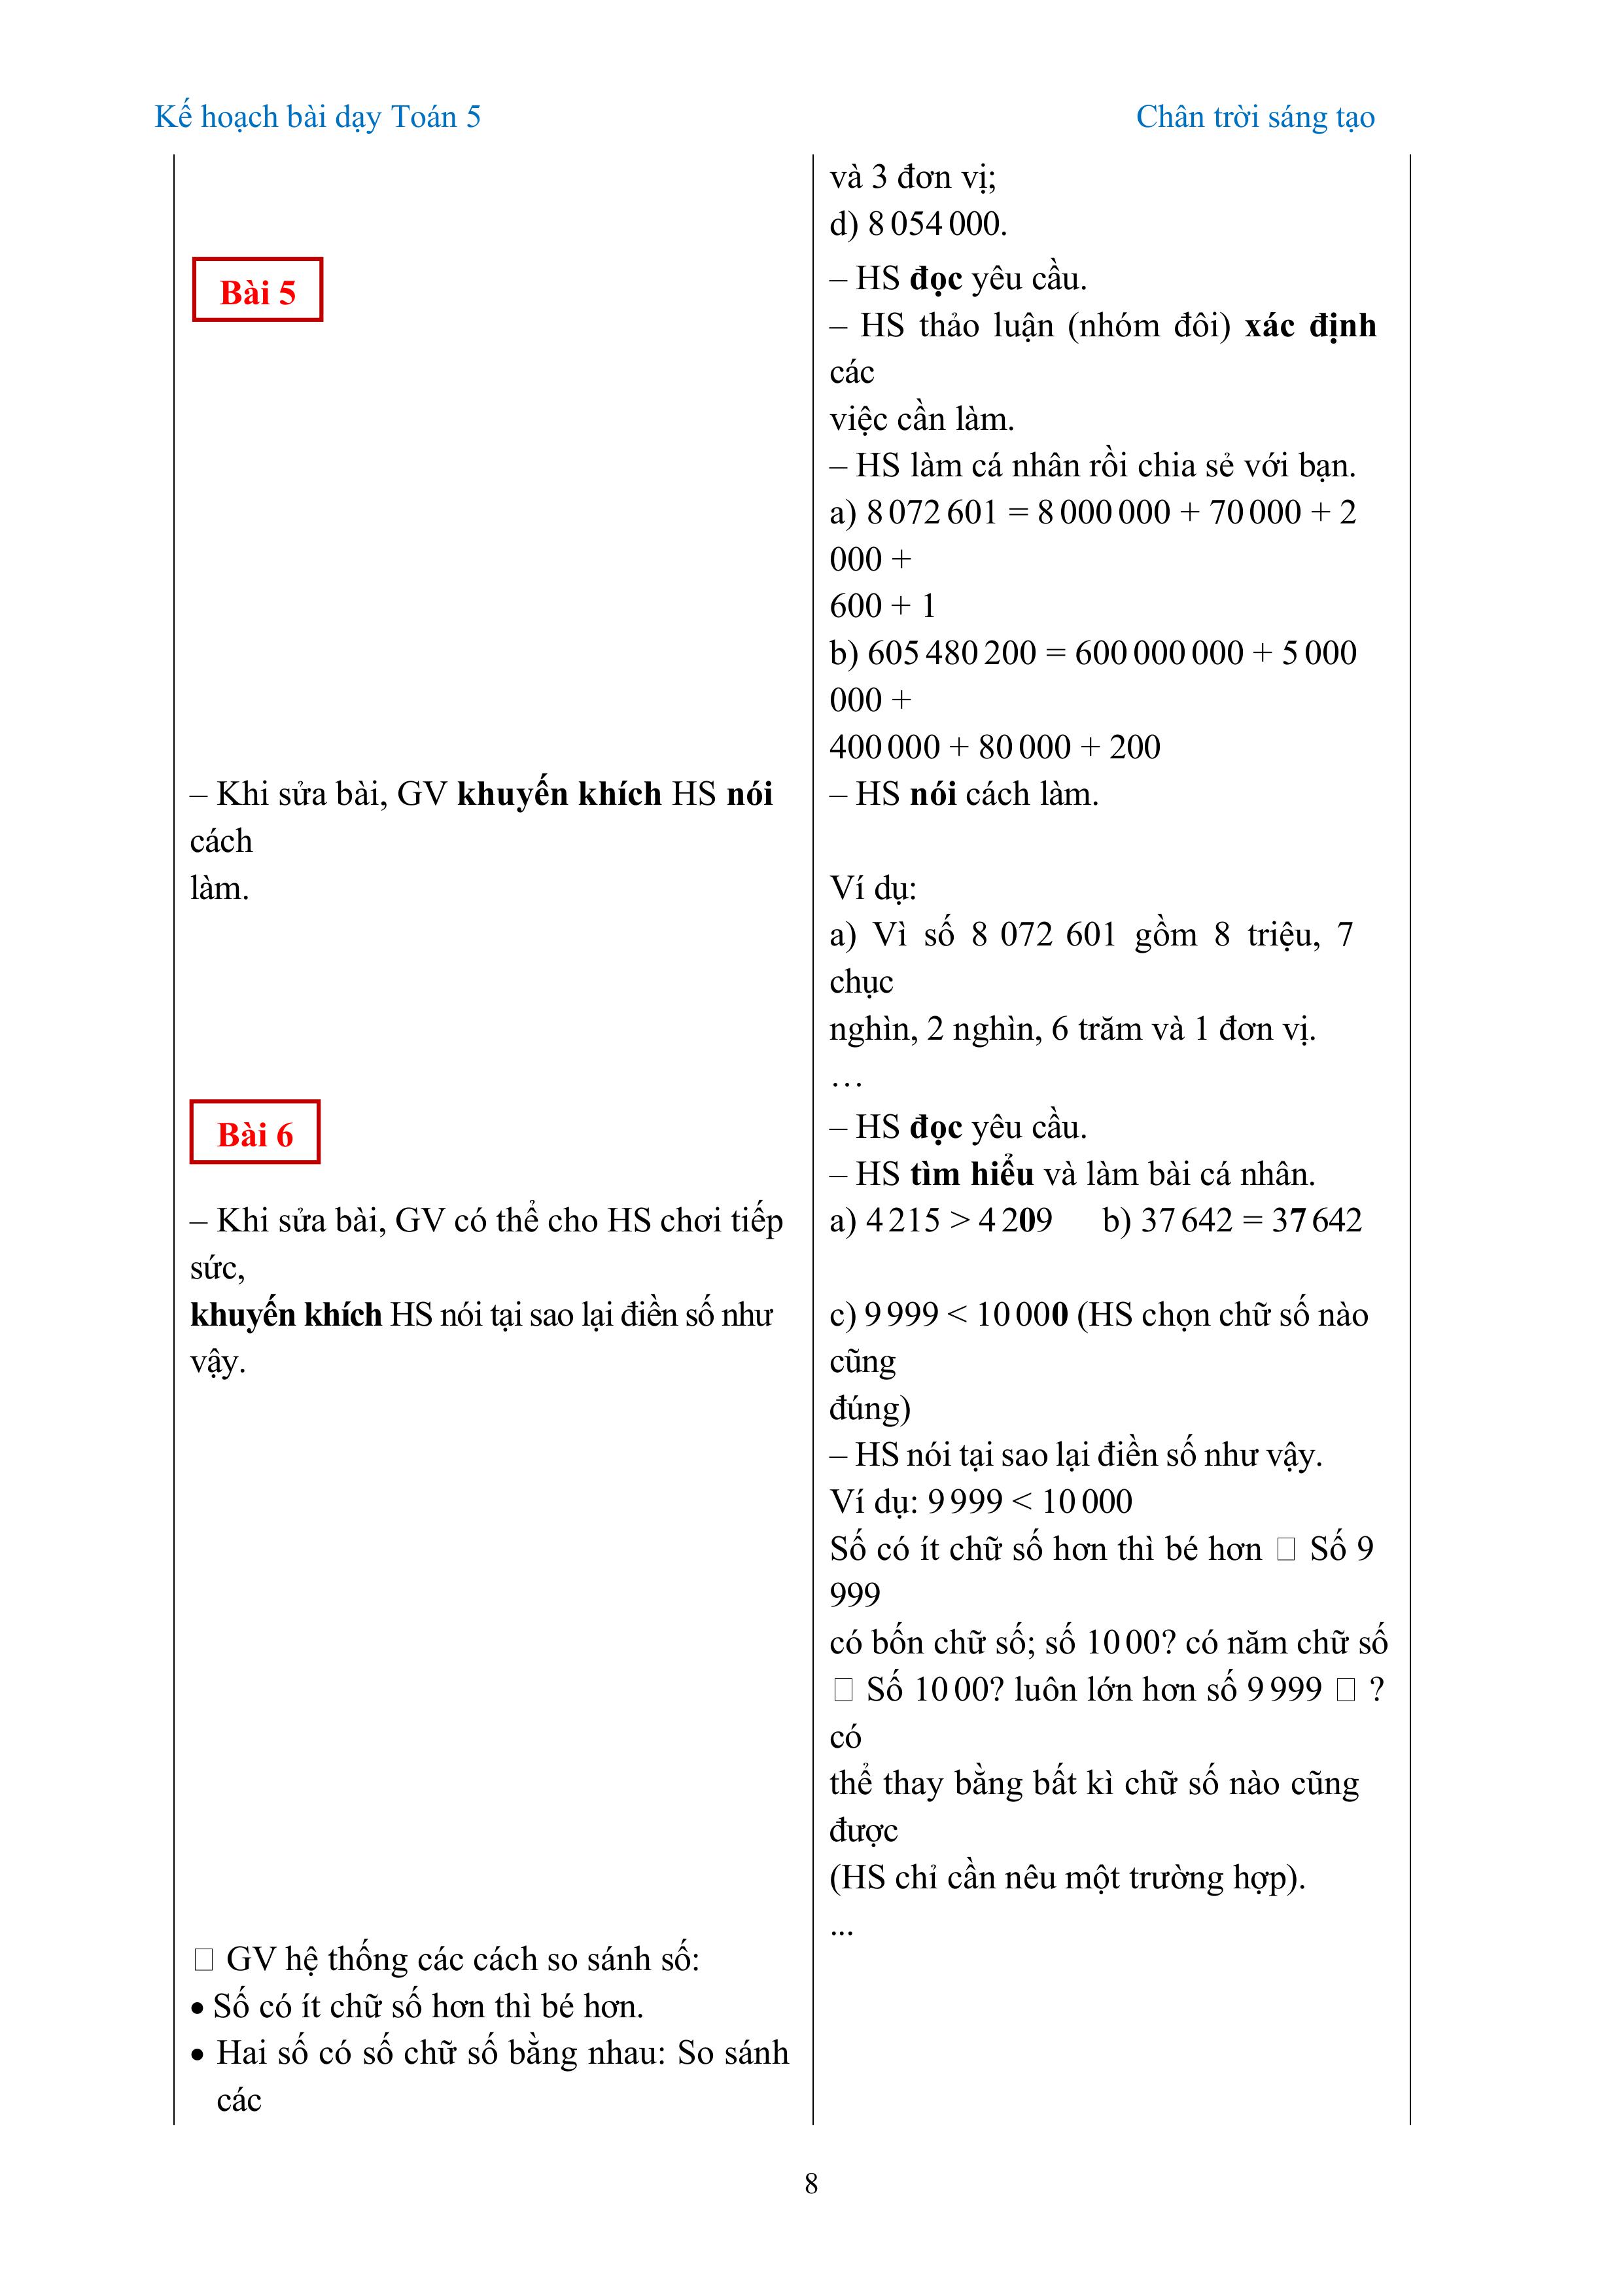 Kế hoạch bài dạy Toán 5
Chân trời sáng tạo
và 3 đơn vị;
d) 8 054 000.
Bài 5
– HS đọc yêu cầu.
– HS thảo luận (nhóm đôi) xác định
các
việc cần làm.
– HS làm cá nhân rồi chia sẻ với bạn.
a) 8 072 601 = 8 000 000 + 70 000 + 2
000 +
600 + 1
b) 605 480 200 = 600 000 000 + 5 000
000 +
400 000 + 80 000 + 200
– Khi sửa bài, GV khuyến khích HS nói
cách
làm.
– HS nói cách làm.
Ví dụ:
a) Vì số 8 072 601 gồm 8 triệu, 7
chục
nghìn, 2 nghìn, 6 trăm và 1 đơn vị.
…
Bài 6
– HS đọc yêu cầu.
– HS tìm hiểu và làm bài cá nhân.
– Khi sửa bài, GV có thể cho HS chơi tiếp
sức,
khuyến khích HS nói tại sao lại điền số như
vậy.
a) 4 215 > 4 209 b) 37 642 = 37 642
c) 9 999 < 10 000 (HS chọn chữ số nào
cũng
đúng)
– HS nói tại sao lại điền số như vậy.
Ví dụ: 9 999 < 10 000
Số có ít chữ số hơn thì bé hơn □ Số 9
999
có bốn chữ số; số 10 00? có năm chữ số
□ Số 10 00? luôn lớn hơn số 9 999 □ ?
có
thể thay bằng bất kì chữ số nào cũng
được
(HS chỉ cần nêu một trường hợp).
...
□ GV hệ thống các cách so sánh số:
• Số có ít chữ số hơn thì bé hơn.
• Hai số có số chữ số bằng nhau: So sánh
các
8